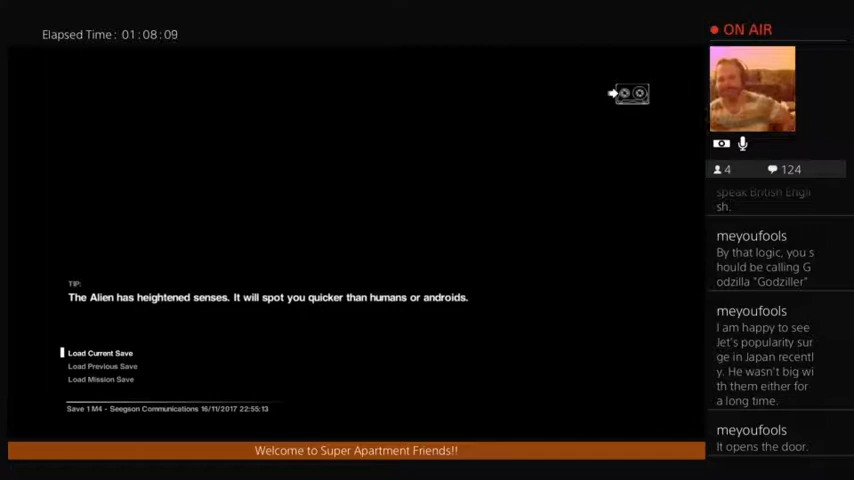 Elapsed Time: 01:08:09
ON AIR
4 124
speak British Engli
sh.
meyoufools
By that logic, you s
hould be calling G
odzilla "Godziller"
meyoufools
I am happy to see
Jet's popularity sur
ge in Japan recentl
y. He wasn't big wi
th them either for
a long time.
meyoufools
It opens the door.
TIP:
The Alien has heightened senses. It will spot you quicker than humans or androids.
Load Current Save
Load Previous Save
Load Mission Save
Save 1 M4 - Seegson Communications 16/11/2017 22:55:13
Welcome to Super Apartment Friends!!